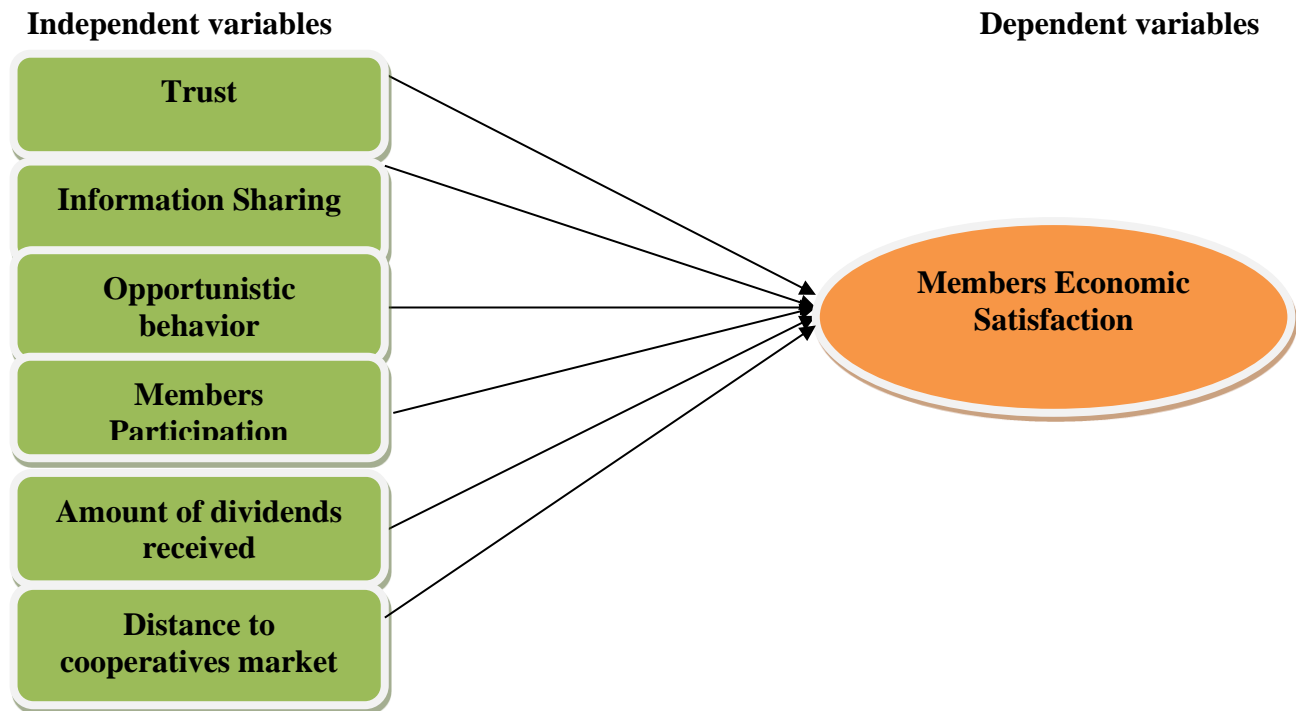 Independent variables
Dependent variables
Trust
Information Sharing
Opportunistic
behavior
Members
Participation
Amount of dividends
received
Distance to
cooperatives market
Members Economic
Satisfaction